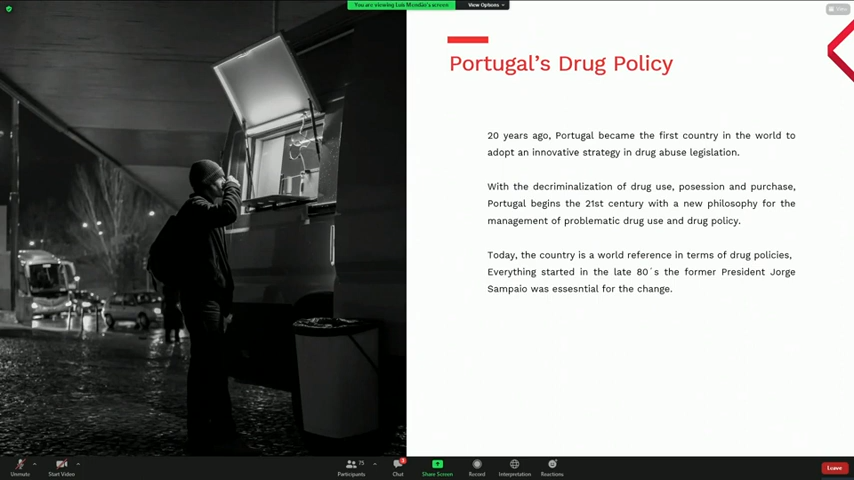 You are viewing Luis Mendão's screen
View Options
View
Portugal's Drug Policy
20 years ago, Portugal became the first country in the world to
adopt an innovative strategy in drug abuse legislation.
With the decriminalization of drug use, posession and purchase,
Portugal begins the 21st century with a new philosophy for the
management of problematic drug use and drug policy.
Today, the country is a world reference in terms of drug policies,
Everything started in the late 80´s the former President Jorge
Sampaio was essesntial for the change.
Unmute
Start Video
Participants
75
Chat
Share Screen
Record
Interpretation
Reactions
Leave